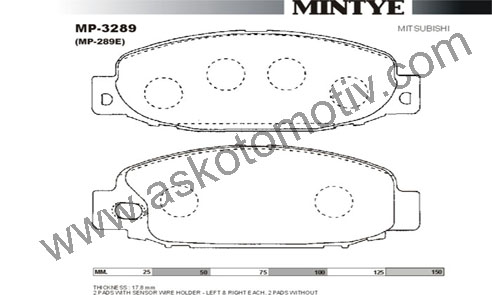 MINTYE
MP-3289
MITSUBISHI
(MP-289E)
www.askotomotiv.com
MM. 25 50 75 100 125 150
THICKNESS : 17.8 mm
2 PADS WITH SENSOR WIRE HOLDER - LEFT & RIGHT EACH, 2 PADS WITHOUT